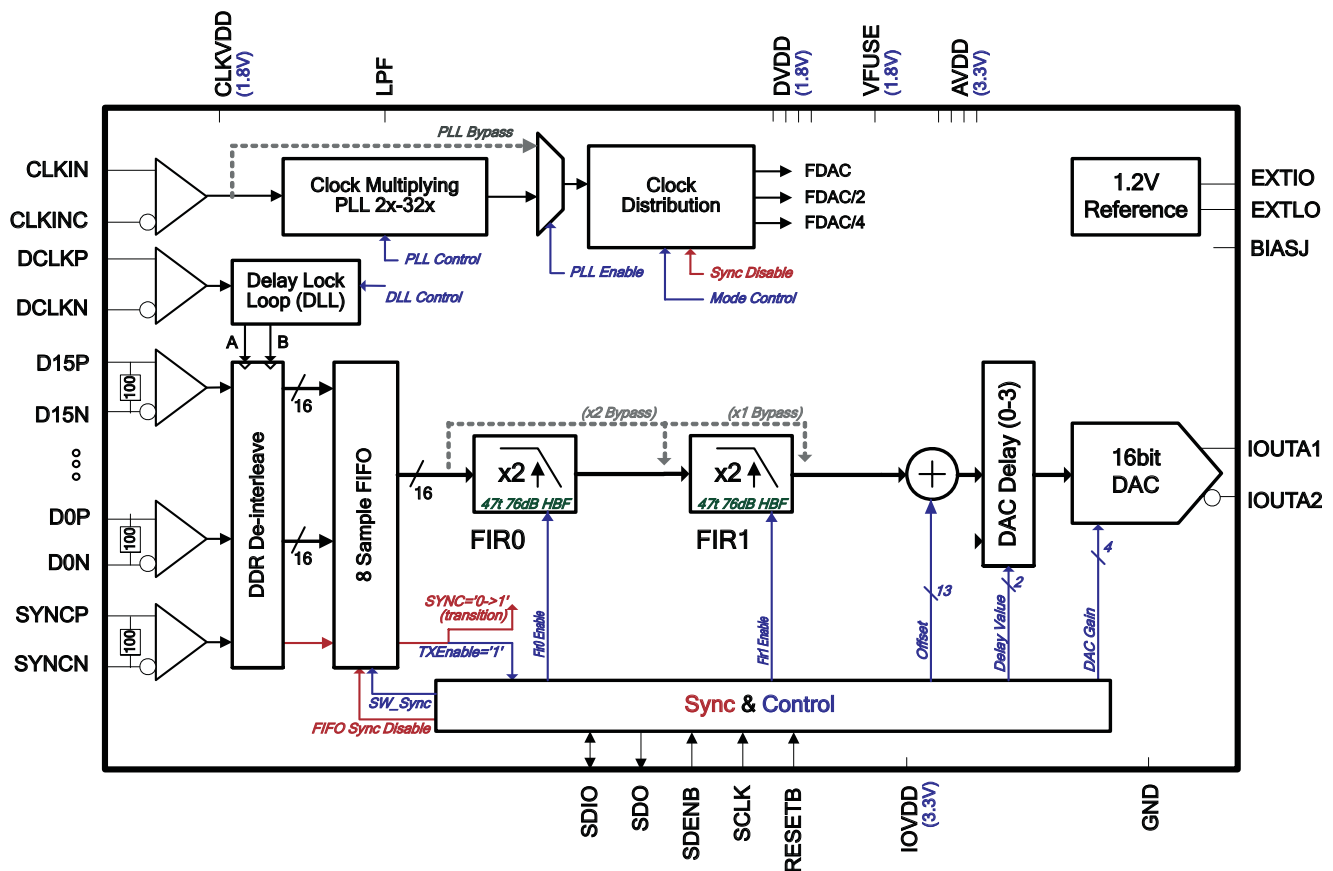 CLKVDD
(1.8V)
LPF
DVDD
(1.8V)
VFUSE
(1.8V)
AVDD
(3.3V)
CLKIN
CLKINC
DCLKP
DCLKN
D15P
D15N
D0P
D0N
SYNCP
SYNCN
100
100
100
PLL Bypass
Clock Multiplying
PLL 2x-32x
PLL Control
PLL Enable
Clock
Distribution
FDAC
FDAC/2
FDAC/4
Sync Disable
Mode Control
1.2V
Reference
EXTIO
EXTLO
BIASJ
Delay Lock
Loop (DLL)
DLL Control
A
B
DDR De-interleave
16
16
8 Sample FIFO
16
(x2 Bypass)
(x1 Bypass)
x2
47t 76dB HBF
FIR0
x2
47t 76dB HBF
FIR1
+
DAC Delay (0-3)
16bit
DAC
IOUTA1
IOUTA2
SYNC='0->1'
(transition)
TXEnable='1'
Fir0 Enable
Fir1 Enable
Offset
13
Delay Value
2
DAC Gain
4
SW_Sync
FIFO Sync Disable
Sync & Control
SDIO
SDO
SDENB
SCLK
RESETB
IOVDD
(3.3V)
GND